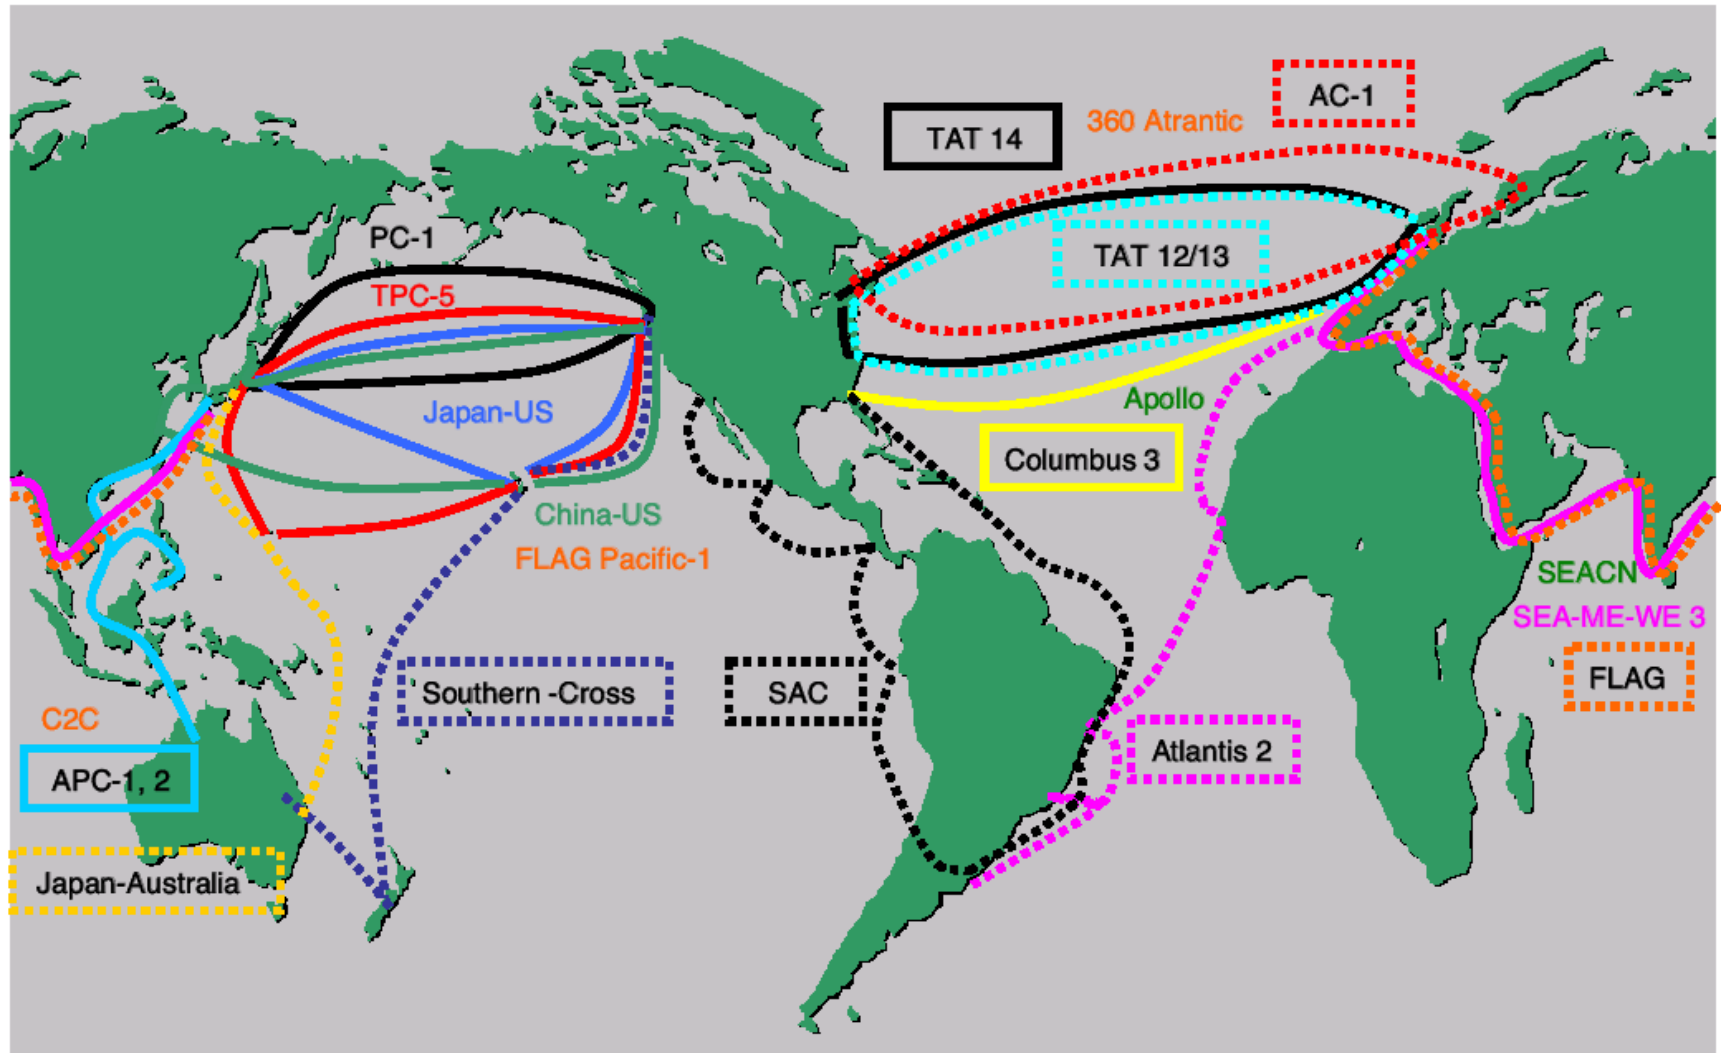 AC-1
360 Atrantic
TAT 14
PC-1
TAT 12/13
TPC-5
Apollo
Japan-US
Columbus 3
China-US
FLAG Pacific-1
SEACN
SEA-ME-WE 3
FLAG
Southern -Cross
SAC
C2C
Atlantis 2
APC-1, 2
Japan-Australia